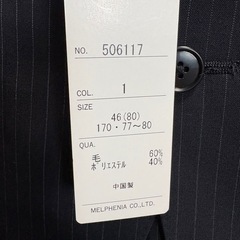 NO. 506117
COL. 1
SIZE
46(80)
170・77~80
QUA.
毛 60%
ポリエステル 40%
中国製
MELPHENIA CO.,LTD.